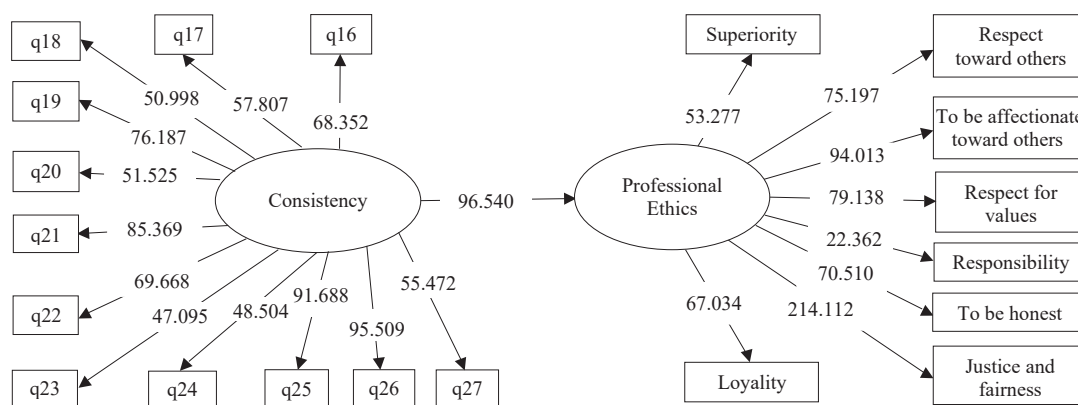 q18
q17
q16
Superiority
Respect
toward others
q19
50.998
57.807
68.352
53.277
75.197
To be affectionate
toward others
76.187
94.013
q20
51.525
Consistency
96.540
Professional
Ethics
79.138
Respect for
values
q21
85.369
22.362
Responsibility
69.668
91.688
55.472
70.510
q22
47.095
48.504
95.509
67.034
214.112
To be honest
q23
q24
q25
q26
q27
Loyality
Justice and
fairness